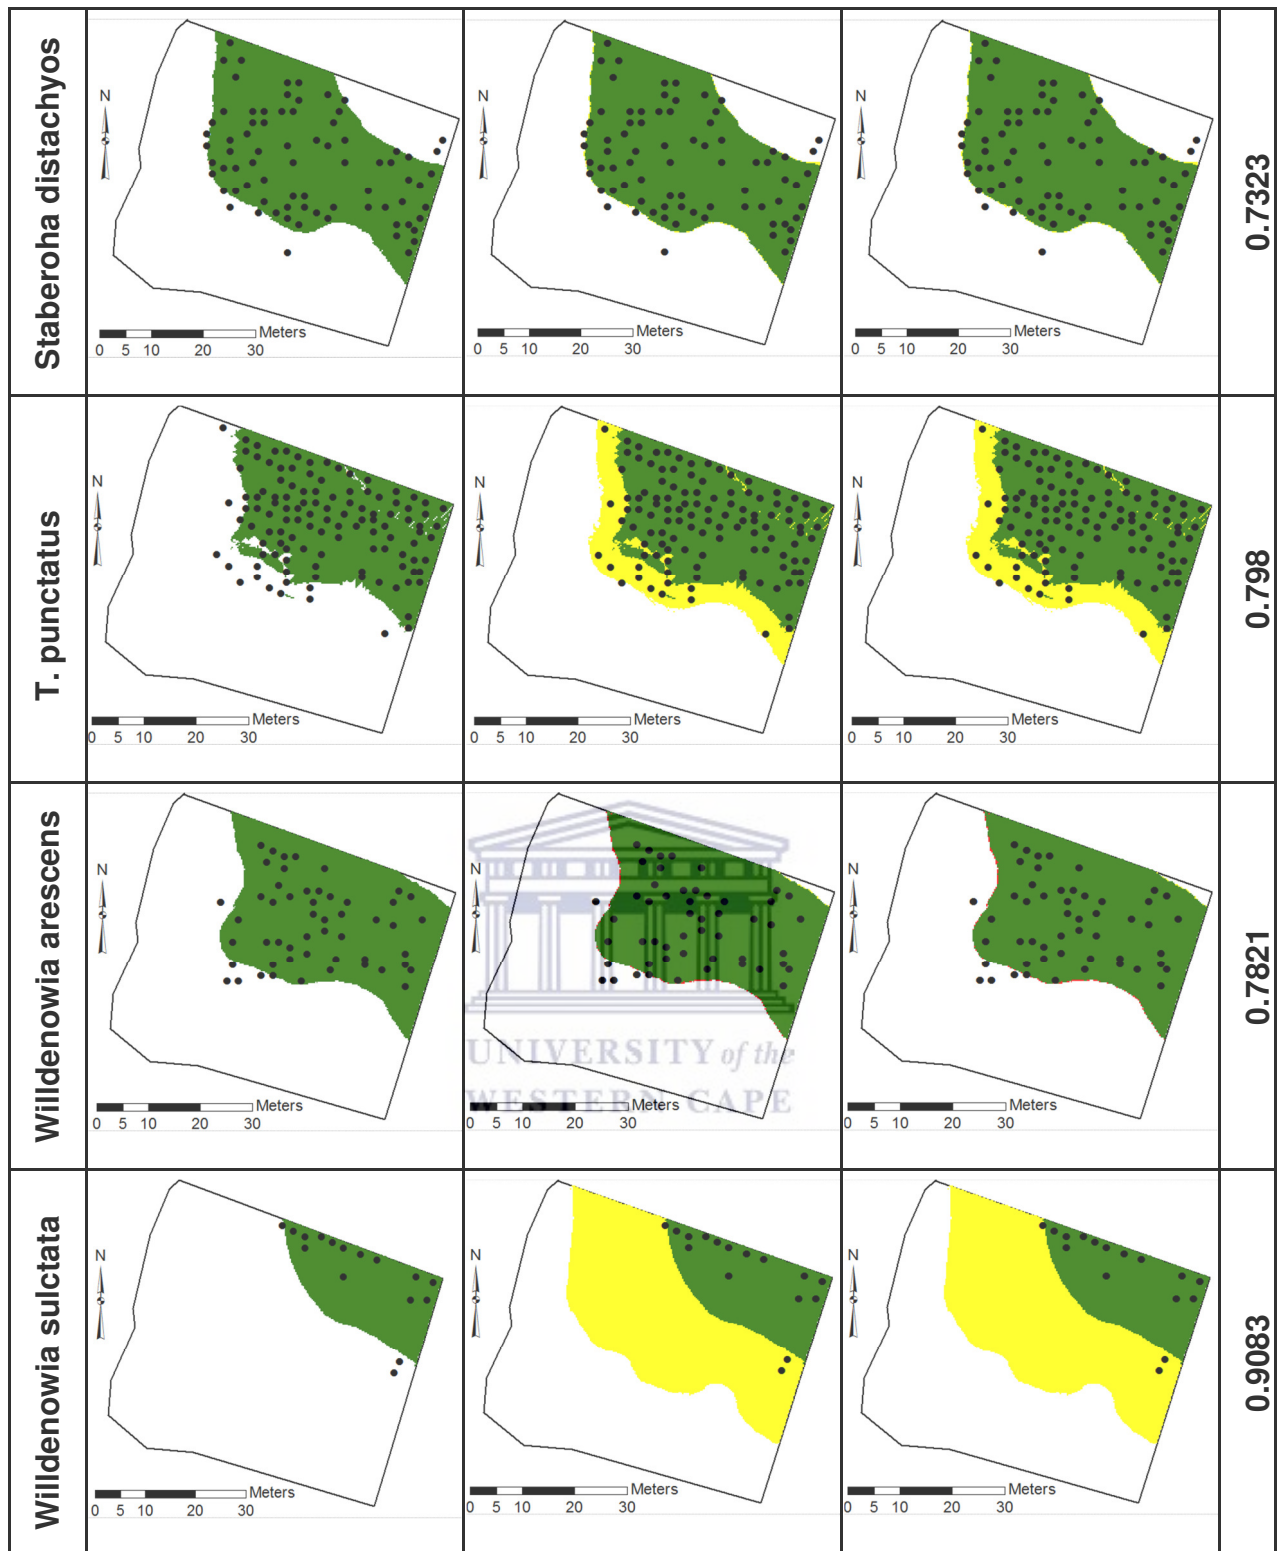 Staberoha distachyos
N
Meters
0 5 10 20 30
N
Meters
0 5 10 20 30
N
Meters
0 5 10 20 30
0.7323
T. punctatus
N
Meters
0 5 10 20 30
N
Meters
0 5 10 20 30
N
Meters
0 5 10 20 30
0.798
Willdenowia arescens
N
Meters
0 5 10 20 30
N
UNIVERSITY of the
WESTERN CAPE
Meters
0 5 10 20 30
N
Meters
0 5 10 20 30
0.7821
Willdenowia sulctata
N
Meters
0 5 10 20 30
N
Meters
0 5 10 20 30
N
Meters
0 5 10 20 30
0.9083